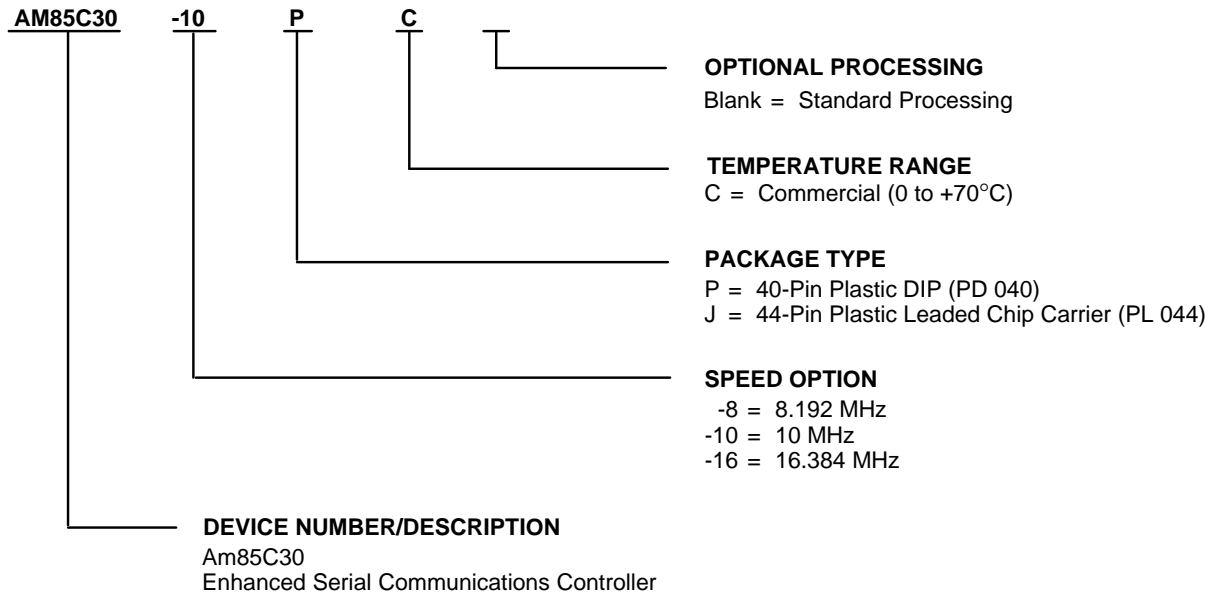 AM85C30 -10 P C
OPTIONAL PROCESSING
Blank = Standard Processing
TEMPERATURE RANGE
C = Commercial (0 to +70°C)
PACKAGE TYPE
P = 40-Pin Plastic DIP (PD 040)
J = 44-Pin Plastic Leaded Chip Carrier (PL 044)
SPEED OPTION
-8 = 8.192 MHz
-10 = 10 MHz
-16 = 16.384 MHz
DEVICE NUMBER/DESCRIPTION
Am85C30
Enhanced Serial Communications Controller